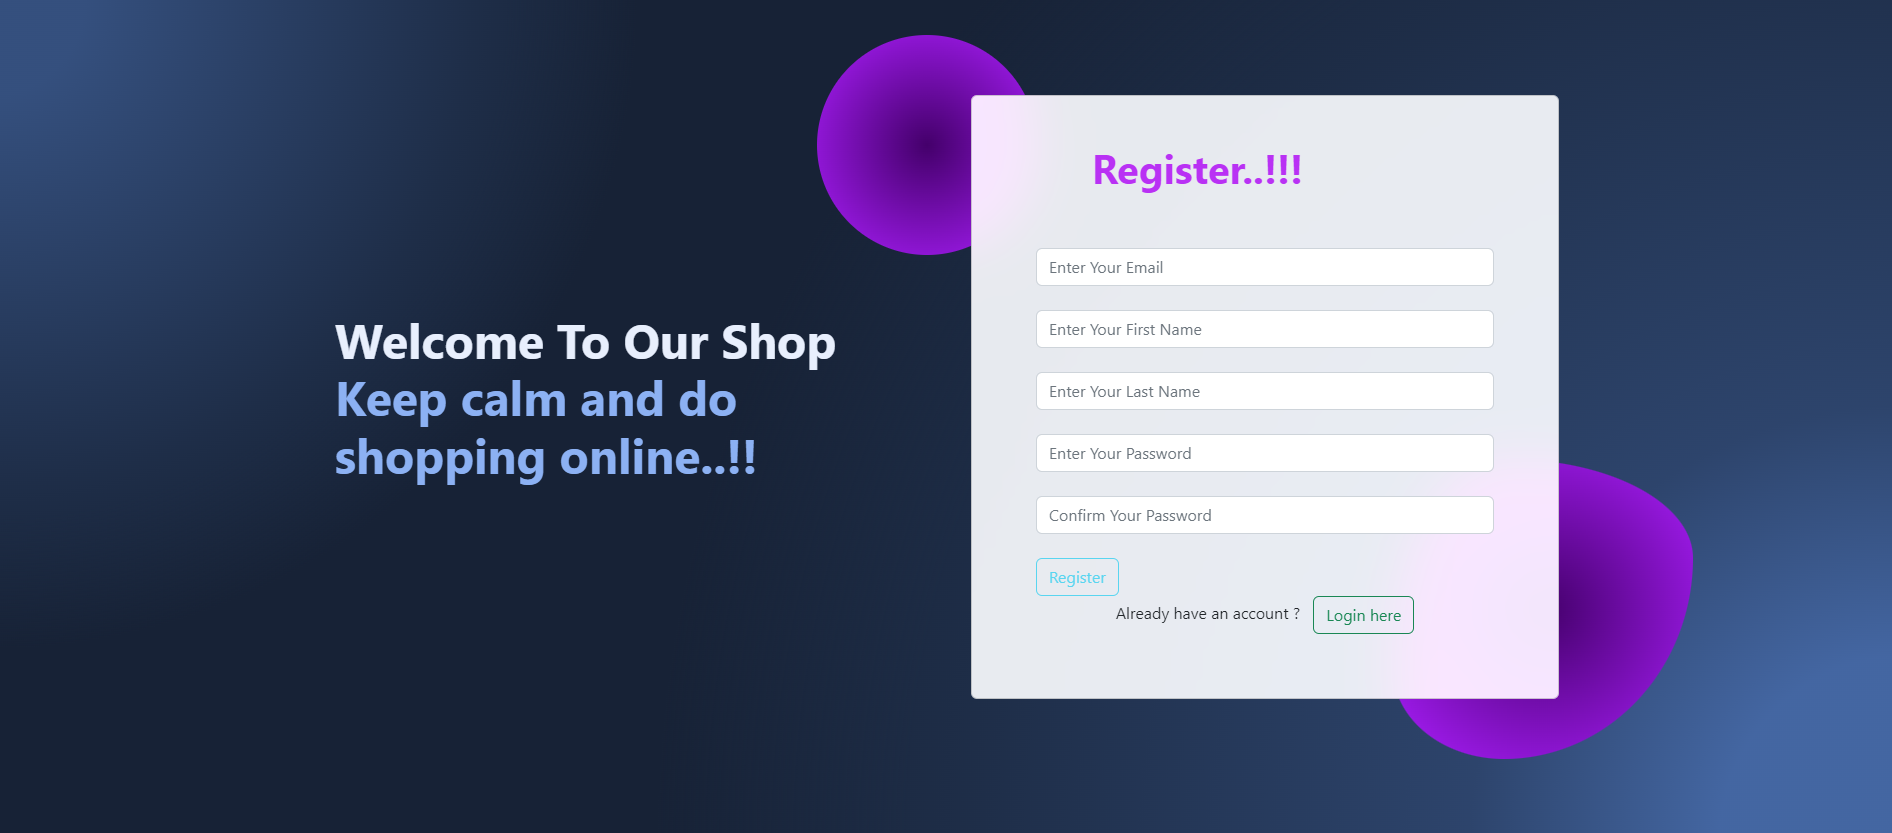 Welcome To Our Shop
Keep calm and do
shopping online..!!
Register..!!!
Enter Your Email
Enter Your First Name
Enter Your Last Name
Enter Your Password
Confirm Your Password
Register
Already have an account ? Login here